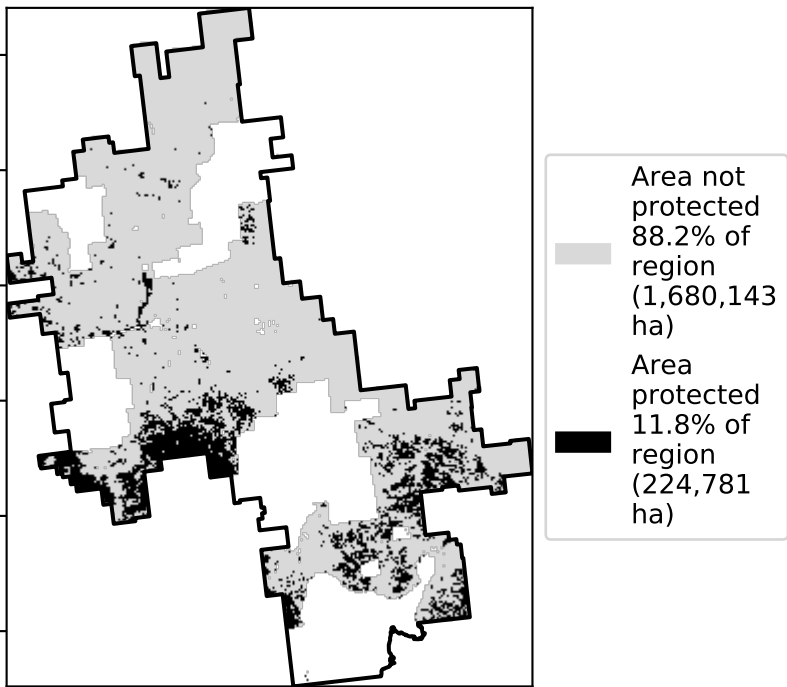 Area not
protected
88.2% of
region
(1,680,143
ha)
Area
protected
11.8% of
region
(224,781
ha)